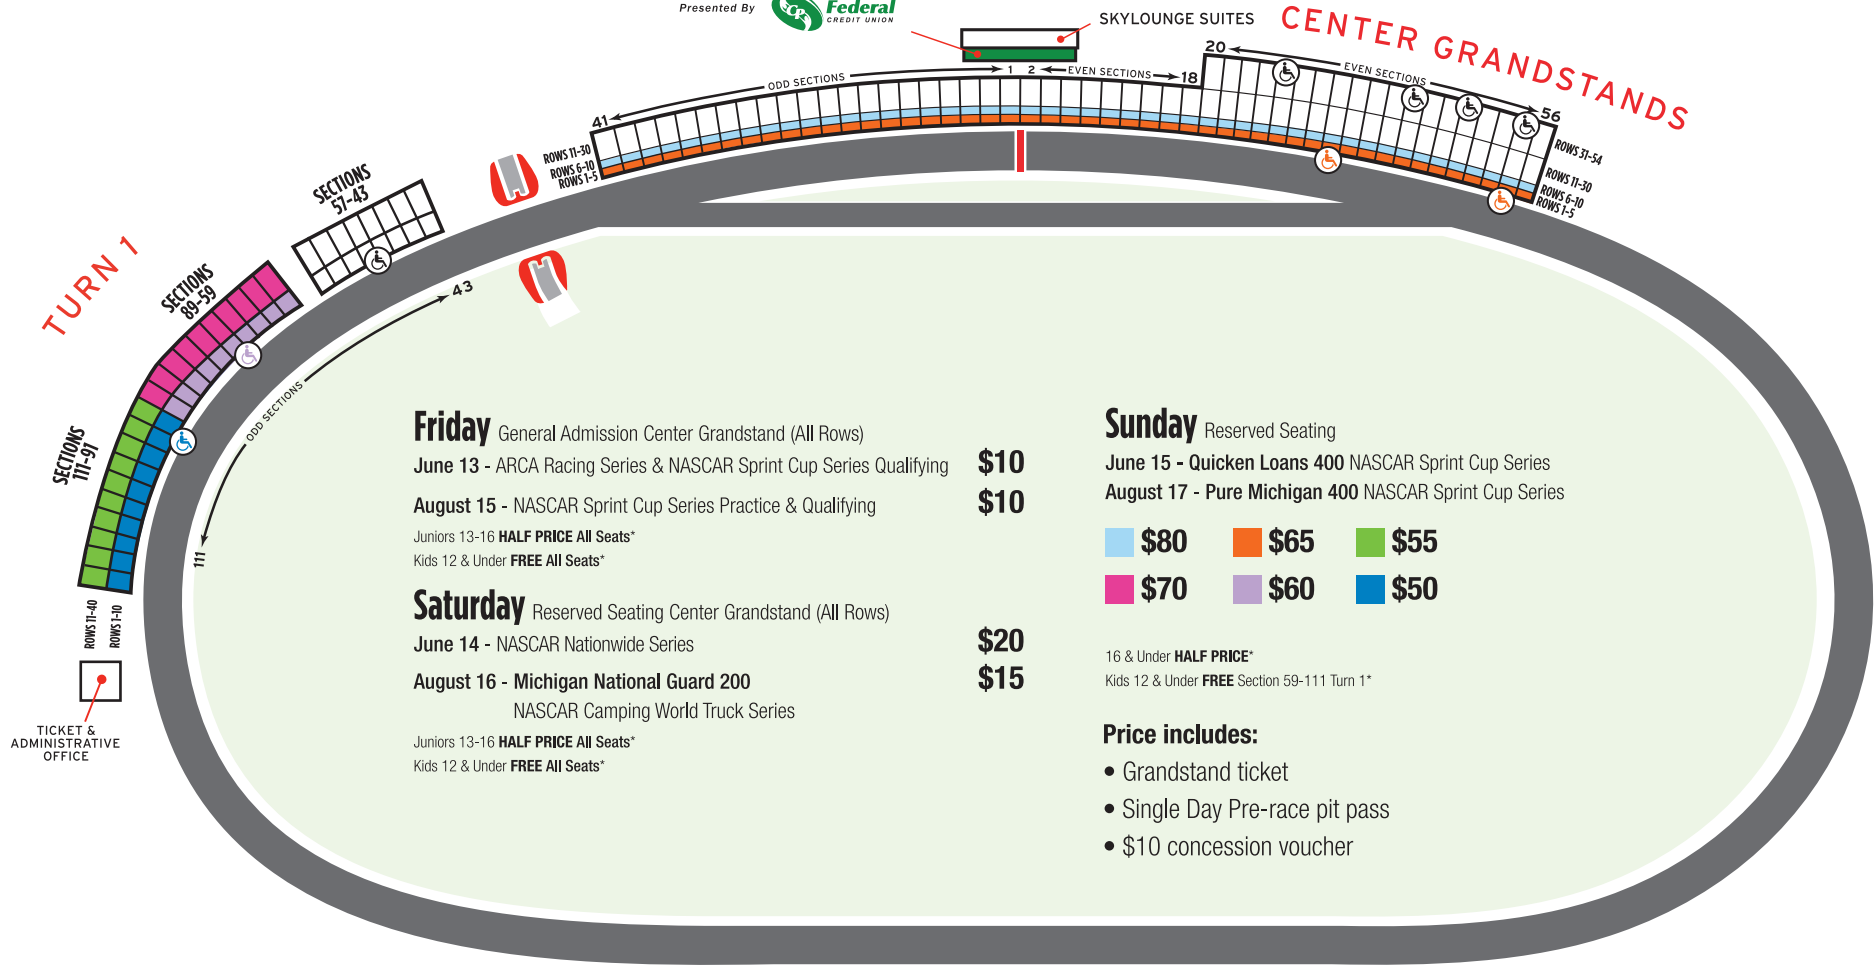 Presented By
ECPS
Federal
CREDIT UNION
SKYLOUNGE SUITES
CENTER GRANDSTANDS
ODD SECTIONS
1
2
EVEN SECTIONS
18
20
EVEN SECTIONS
56
41
ROWS 11-30
ROWS 6-10
ROWS 1-5
ROWS 31-54
ROWS 11-30
ROWS 6-10
ROWS 1-5
SECTIONS
57-43
TURN 1
SECTIONS
89-59
43
ODD SECTIONS
111
SECTIONS
111-91
ROWS 11-40
ROWS 1-10
TICKET &
ADMINISTRATIVE
OFFICE
Friday General Admission Center Grandstand (All Rows)
June 13 - ARCA Racing Series & NASCAR Sprint Cup Series Qualifying $10
August 15 - NASCAR Sprint Cup Series Practice & Qualifying $10
Juniors 13-16 HALF PRICE All Seats*
Kids 12 & Under FREE All Seats*
Saturday Reserved Seating Center Grandstand (All Rows)
June 14 - NASCAR Nationwide Series $20
August 16 - Michigan National Guard 200 $15
NASCAR Camping World Truck Series
Juniors 13-16 HALF PRICE All Seats*
Kids 12 & Under FREE All Seats*
Sunday Reserved Seating
June 15 - Quicken Loans 400 NASCAR Sprint Cup Series
August 17 - Pure Michigan 400 NASCAR Sprint Cup Series
$80 $65 $55
$70 $60 $50
16 & Under HALF PRICE*
Kids 12 & Under FREE Section 59-111 Turn 1*
Price includes:
• Grandstand ticket
• Single Day Pre-race pit pass
• $10 concession voucher